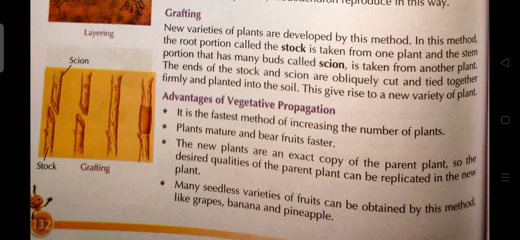 reproduce in this way.
Layering
Grafting
New varieties of plants are developed by this method. In this method,
the root portion called the stock is taken from one plant and the stem
portion that has many buds called scion, is taken from another plant.
The ends of the stock and scion are obliquely cut and tied together
firmly and planted into the soil. This give rise to a new variety of plant.
Scion
Stock Grafting
Advantages of Vegetative Propagation
• It is the fastest method of increasing the number of plants.
• Plants mature and bear fruits faster.
• The new plants are an exact copy of the parent plant, so the
desired qualities of the parent plant can be replicated in the new
plant.
• Many seedless varieties of fruits can be obtained by this method,
like grapes, banana and pineapple.
132